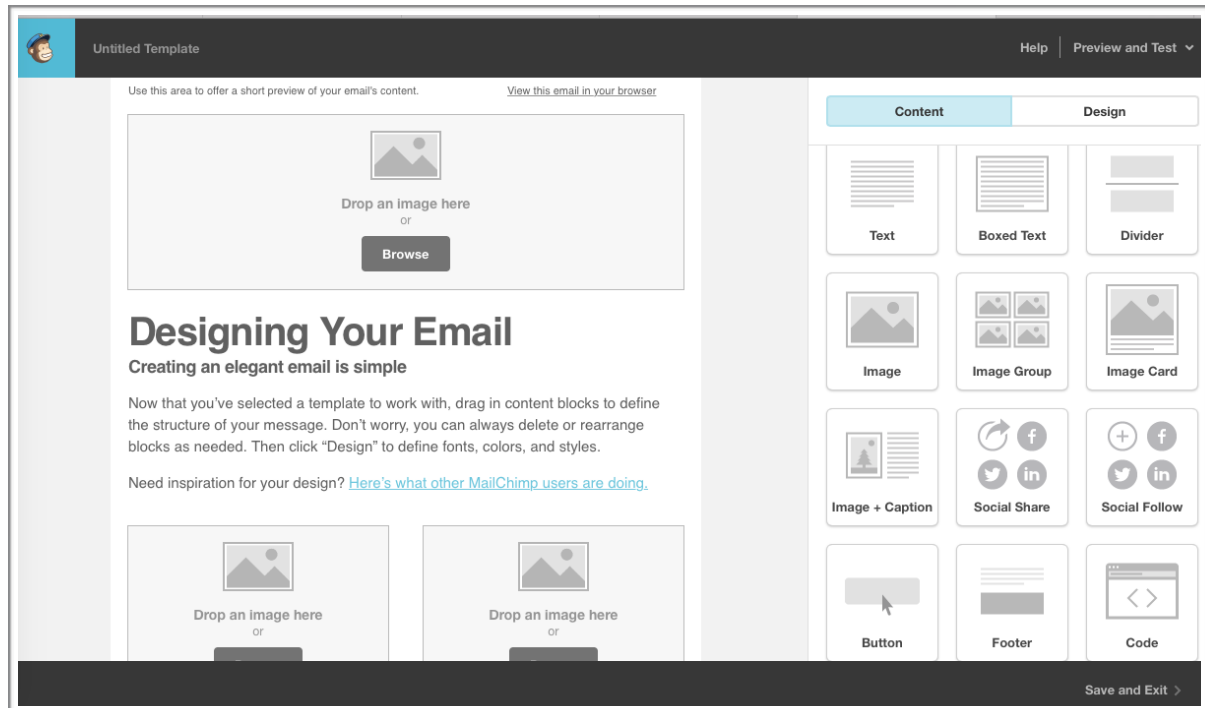 Untitled Template
Help
Preview and Test
Use this area to offer a short preview of your email's content.
View this email in your browser
Drop an image here
or
Browse
Designing Your Email
Creating an elegant email is simple
Now that you've selected a template to work with, drag in content blocks to define
the structure of your message. Don't worry, you can always delete or rearrange
blocks as needed. Then click “Design” to define fonts, colors, and styles.
Need inspiration for your design? Here's what other MailChimp users are doing.
Drop an image here
or
Drop an image here
or
Content
Design
Text
Boxed Text
Divider
Image
Image Group
Image Card
Image + Caption
Social Share
Social Follow
Button
Footer
Code
Save and Exit